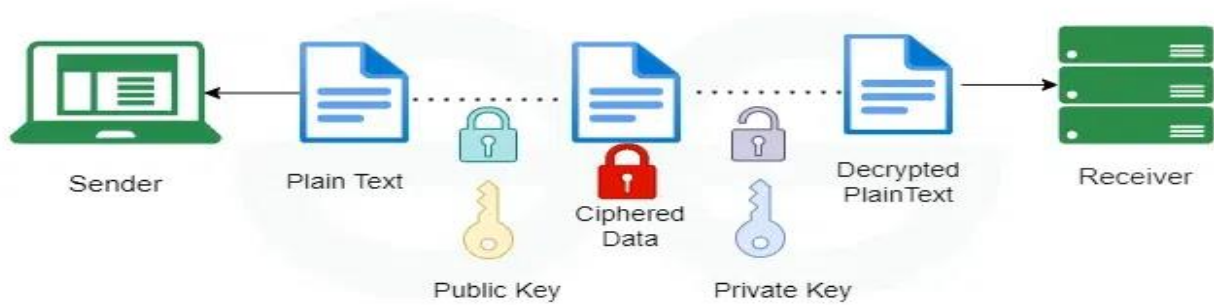 Sender
Plain Text
Public Key
Ciphered
Data
Private Key
Decrypted
PlainText
Receiver